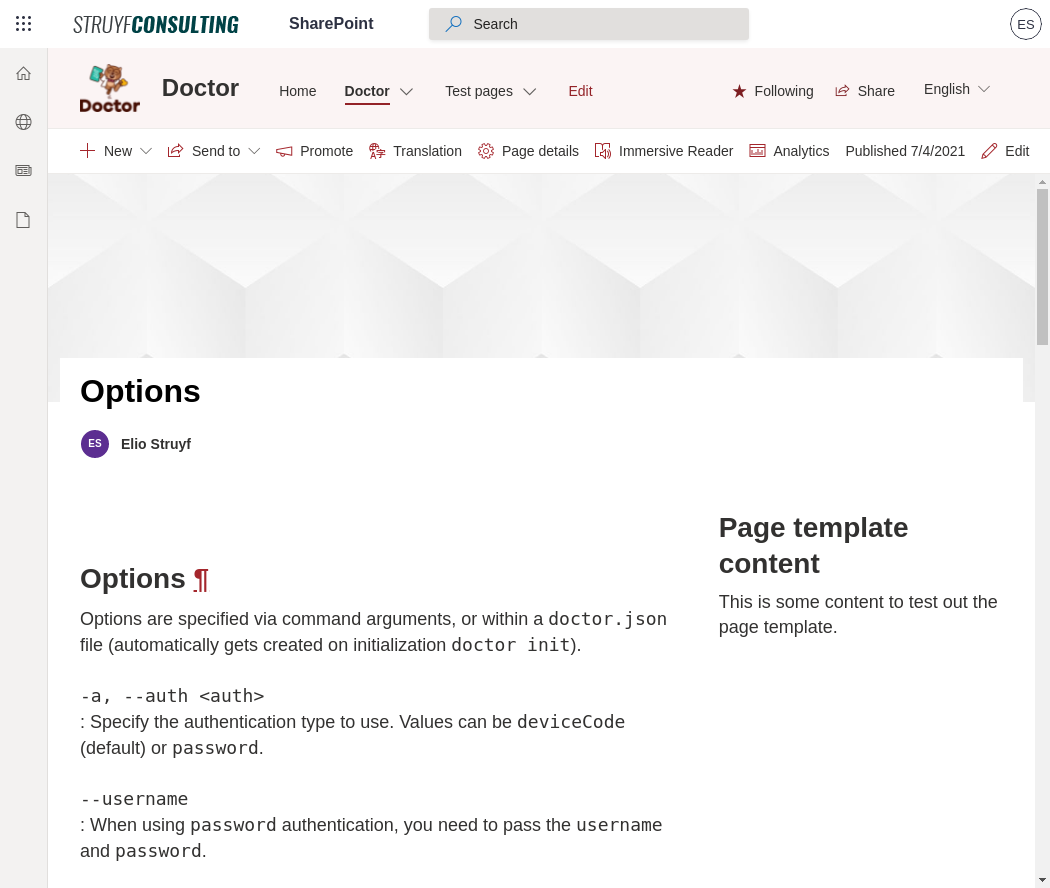 STRUYFCONSULTING SharePoint Search ES
Doctor Doctor Home Doctor Test pages Edit Following Share English
New Send to Promote Translation Page details Immersive Reader Analytics Published 7/4/2021 Edit
Options
ES Elio Struyf
Page template
content
This is some content to test out the
page template.
Options ¶
Options are specified via command arguments, or within a doctor.json
file (automatically gets created on initialization doctor init).
-a, --auth <auth>
: Specify the authentication type to use. Values can be deviceCode
(default) or password.
--username
: When using password authentication, you need to pass the username
and password.